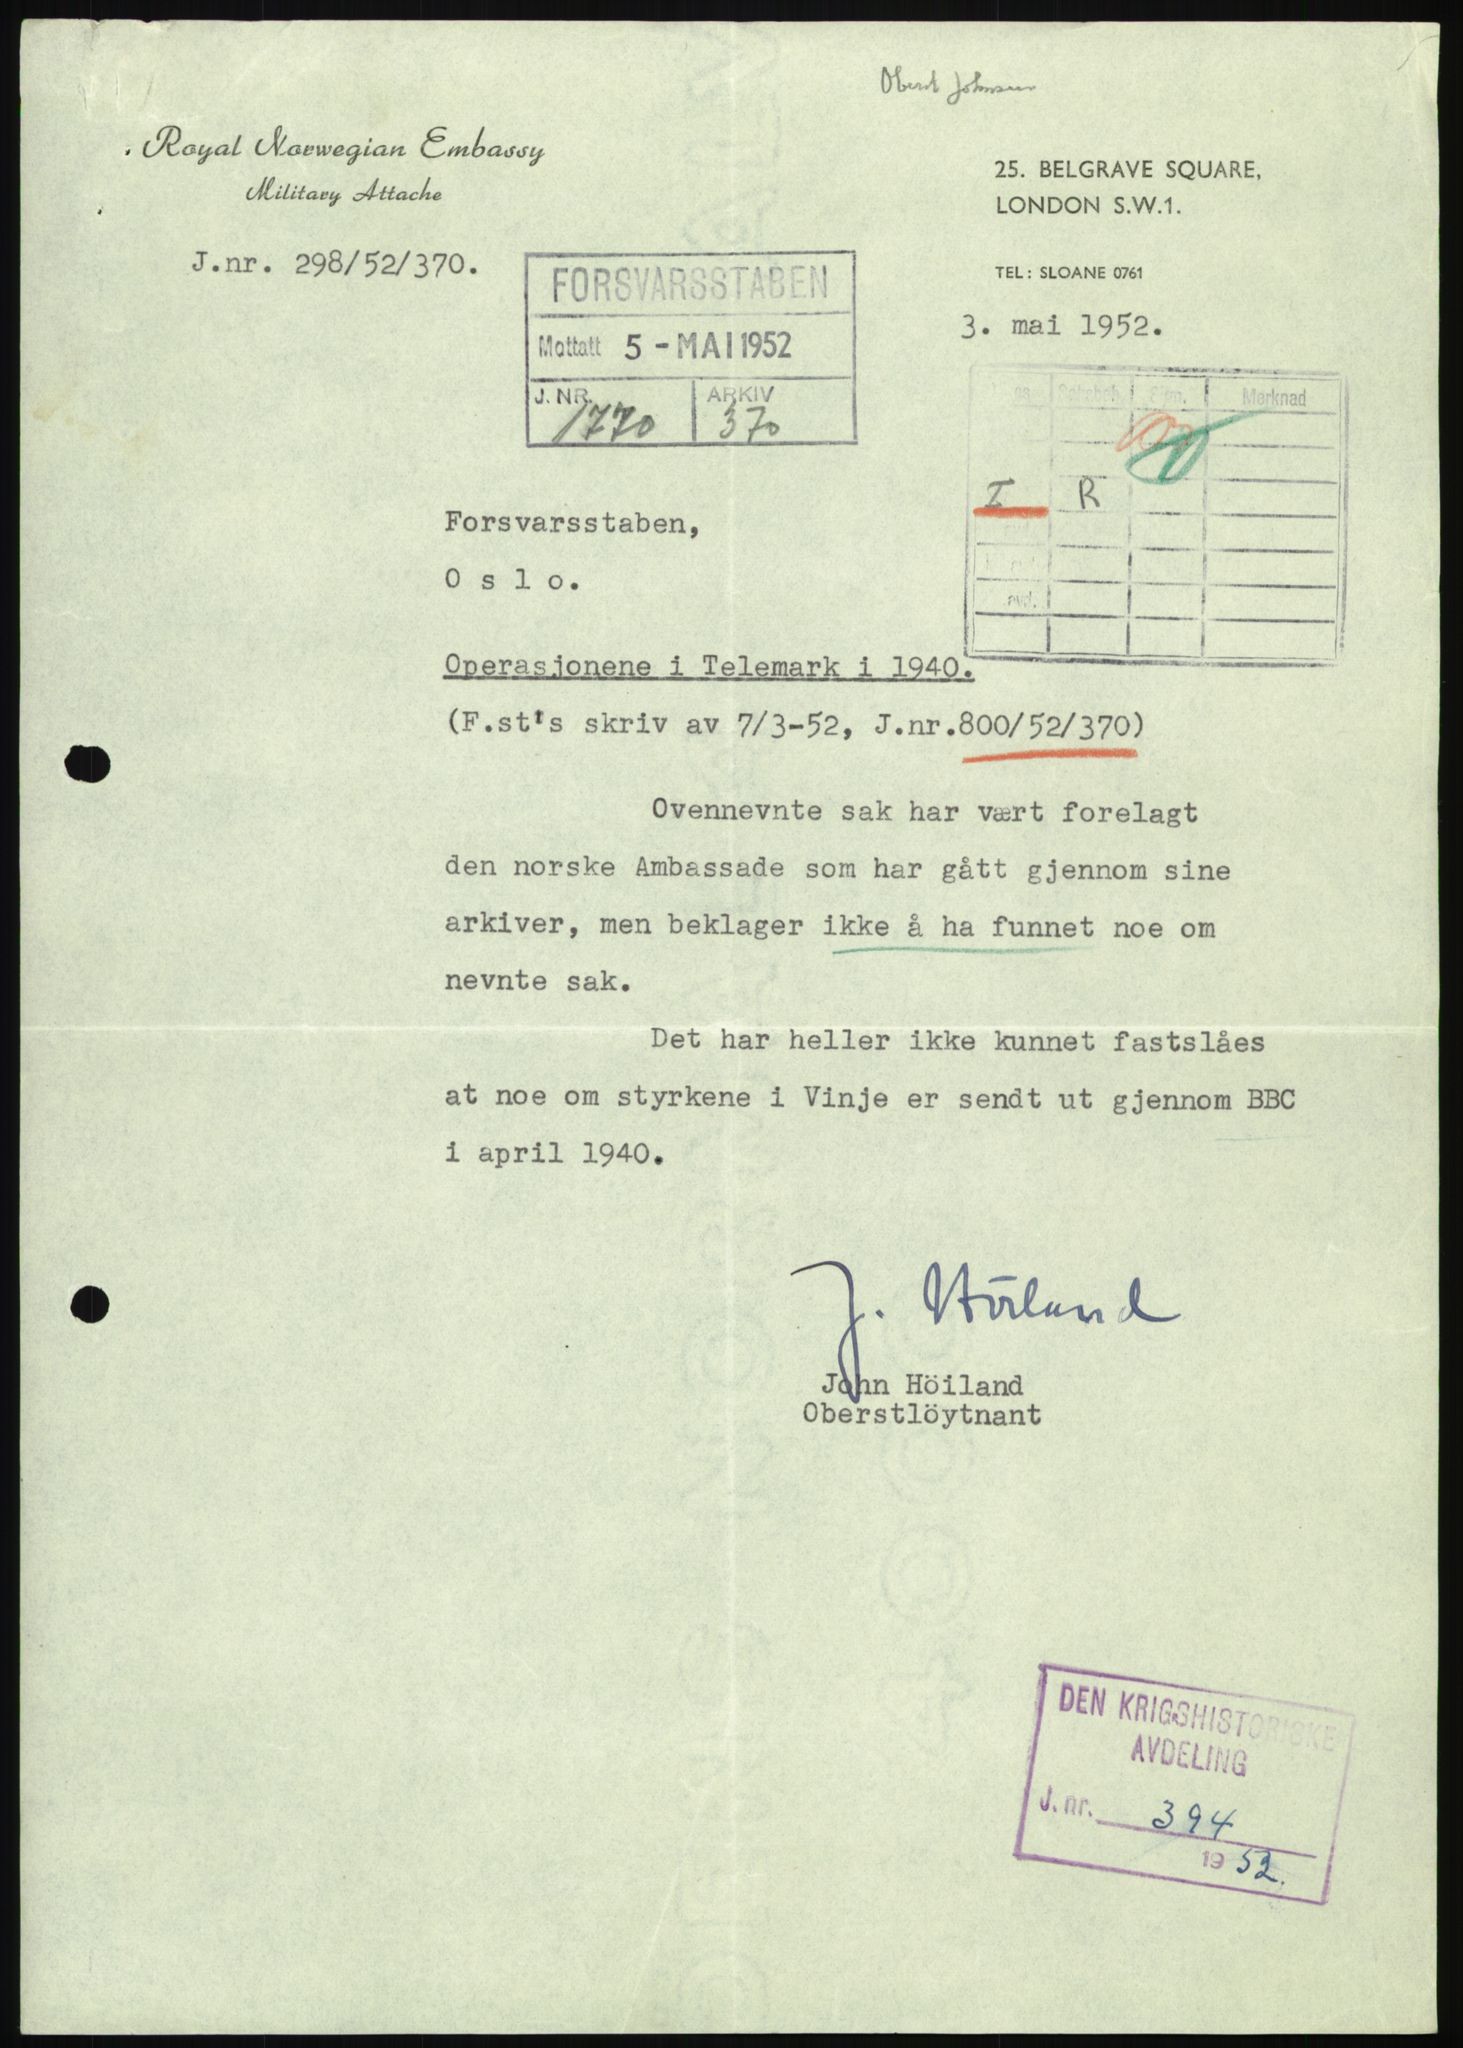 Oberst Johnsen
Royal Norwegian Embassy
Military Attache
25. BELGRAVE SQUARE,
LONDON S.W.1.
TEL: SLOANE 0761
J.nr. 298/52/370.
FORSVARSSTABEN
Mottatt 5 - MAI 1952
J. NR. ARKIV
1770 370
3. mai 1952.
Merknad
I R
avd.
Forsvarsstaben,
O s l o.
Operasjonene i Telemark i 1940.
(F.st's skriv av 7/3-52, J.nr.800/52/370)
Ovennevnte sak har vært forelagt
den norske Ambassade som har gått gjennom sine
arkiver, men beklager ikke å ha funnet noe om
nevnte sak.
Det har heller ikke kunnet fastslåes
at noe om styrkene i Vinje er sendt ut gjennom BBC
i april 1940.
J. Höiland
John Höiland
Oberstlöytnant
DEN KRIGSHISTORISKE
AVDELING
J. nr. 394
1952.